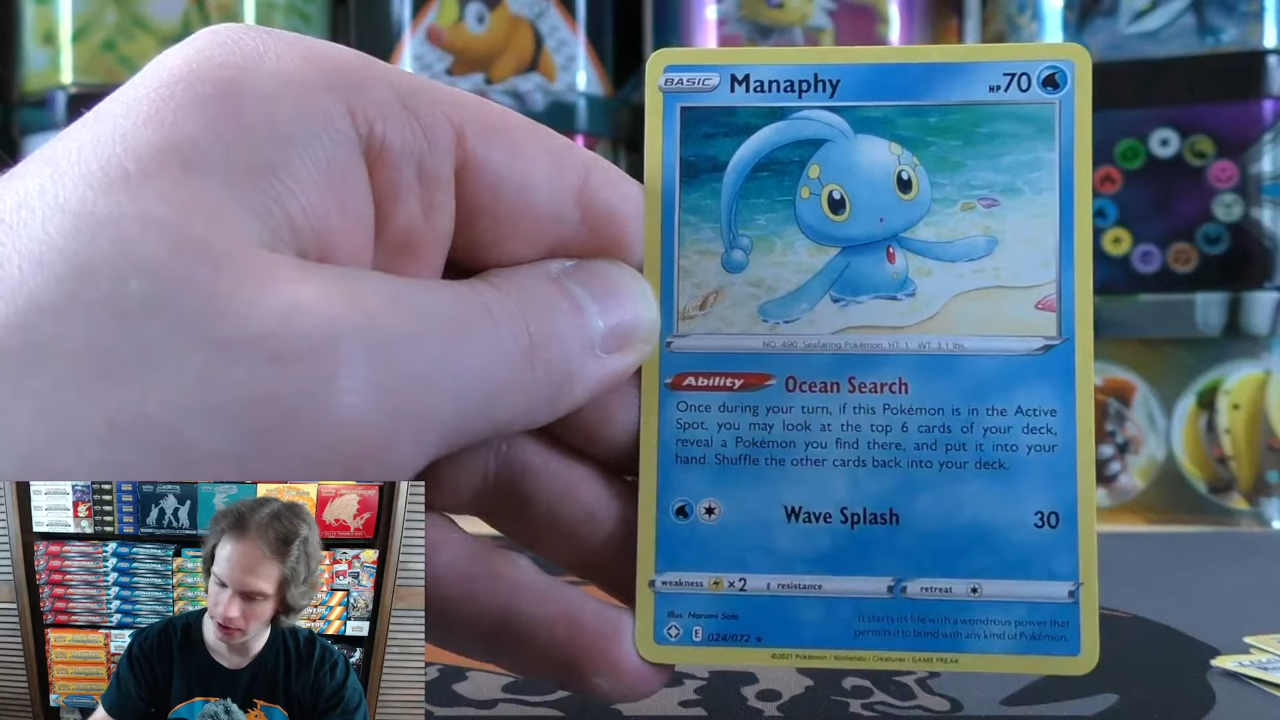 BASIC Manaphy HP 70
NO. 490 Seafaring Pokémon HT: 1' WT: 3.1 lbs.
Ability Ocean Search
Once during your turn, if this Pokémon is in the Active
Spot, you may look at the top 6 cards of your deck,
reveal a Pokémon you find there, and put it into your
hand. Shuffle the other cards back into your deck.
Wave Splash 30
weakness ×2 resistance retreat
Illus. Narumi Sato
E 024/072 ★
It starts its life with a wondrous power that
permits it to bond with any kind of Pokémon.
©2021 Pokémon / Nintendo / Creatures / GAME FREAK